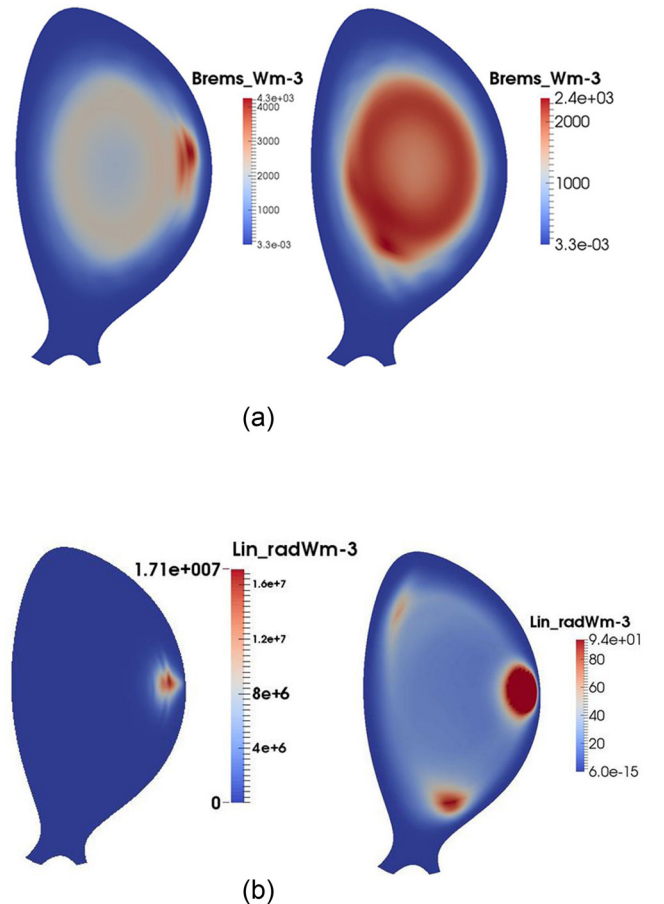 Brems_Wm-3
4.3e+03
4000
3000
2000
1000
3.3e-03
Brems_Wm-3
2.4e+03
2000
1000
3.3e-03
(a)
Lin_radWm-3
1.71e+007
1.6e+7
1.2e+7
8e+6
4e+6
0
Lin_radWm-3
9.4e+01
80
60
40
20
6.0e-15
(b)